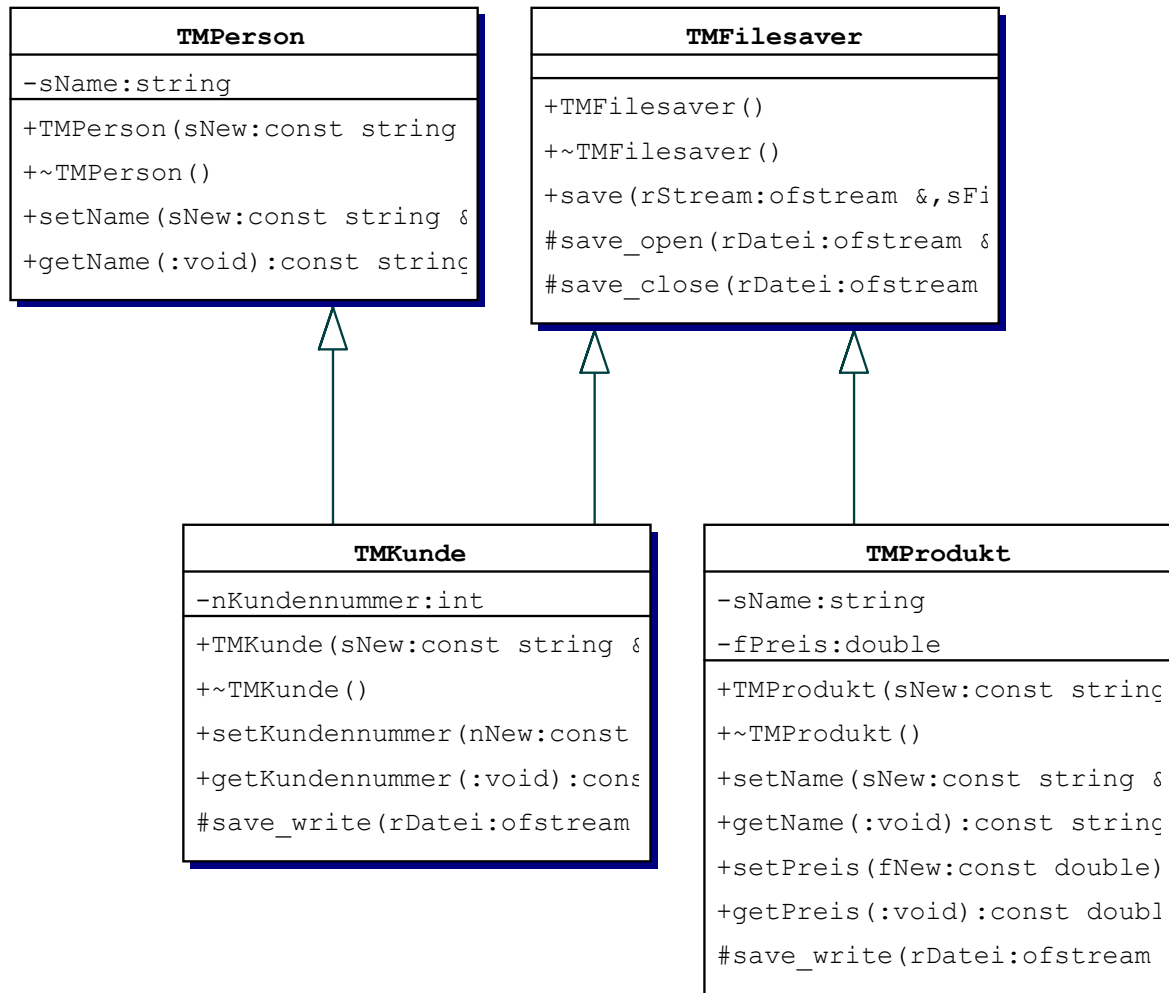 TMPerson
-sName:string
+TMPerson(sNew:const string
+~TMPerson()
+setName(sNew:const string &
+getName(:void):const string
TMFilesaver
+TMFilesaver()
+~TMFilesaver()
+save(rStream:ofstream &,sFi
#save_open(rDatei:ofstream &
#save_close(rDatei:ofstream
TMKunde
-nKundennummer:int
+TMKunde(sNew:const string &
+~TMKunde()
+setKundennummer(nNew:const
+getKundennummer(:void):cons
#save_write(rDatei:ofstream
TMProdukt
-sName:string
-fPreis:double
+TMProdukt(sNew:const string
+~TMProdukt()
+setName(sNew:const string &
+getName(:void):const string
+setPreis(fNew:const double)
+getPreis(:void):const doubl
#save_write(rDatei:ofstream